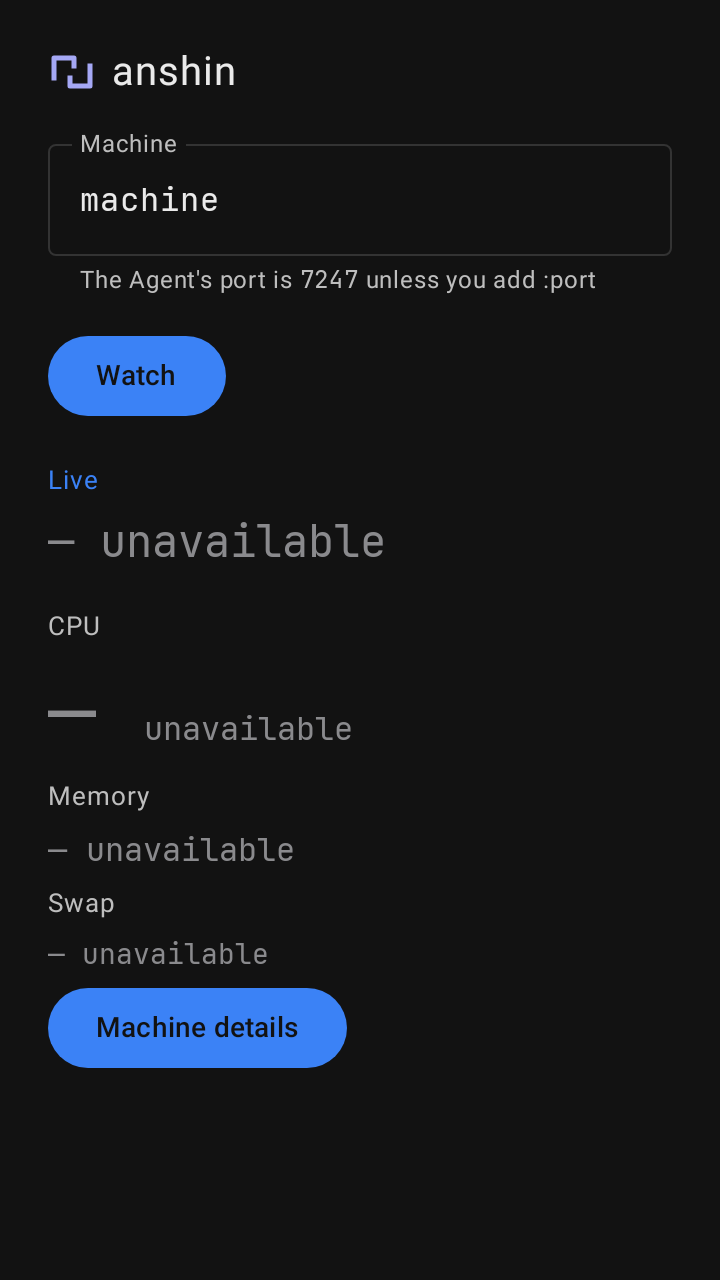 anshin
Machine
machine
The Agent's port is 7247 unless you add :port
Watch
Live
— unavailable
CPU
— unavailable
Memory
— unavailable
Swap
— unavailable
Machine details